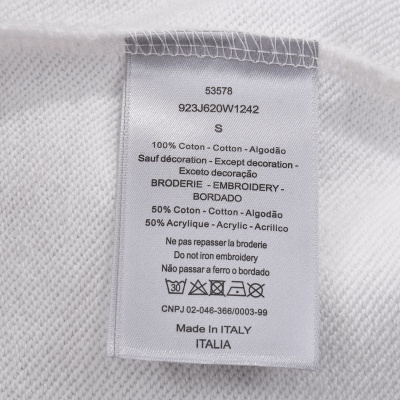 53578
923J620W1242
S
100% Coton - Cotton - Algodão
Sauf décoration - Except decoration -
Exceto decoração
BRODERIE - EMBROIDERY -
BORDADO
50% Coton - Cotton - Algodão
50% Acrylique - Acrylic - Acrilico
Ne pas repasser la broderie
Do not iron embroidery
Não passar a ferro o bordado
30
CNPJ 02-046-366/0003-99
Made In ITALY
ITALIA